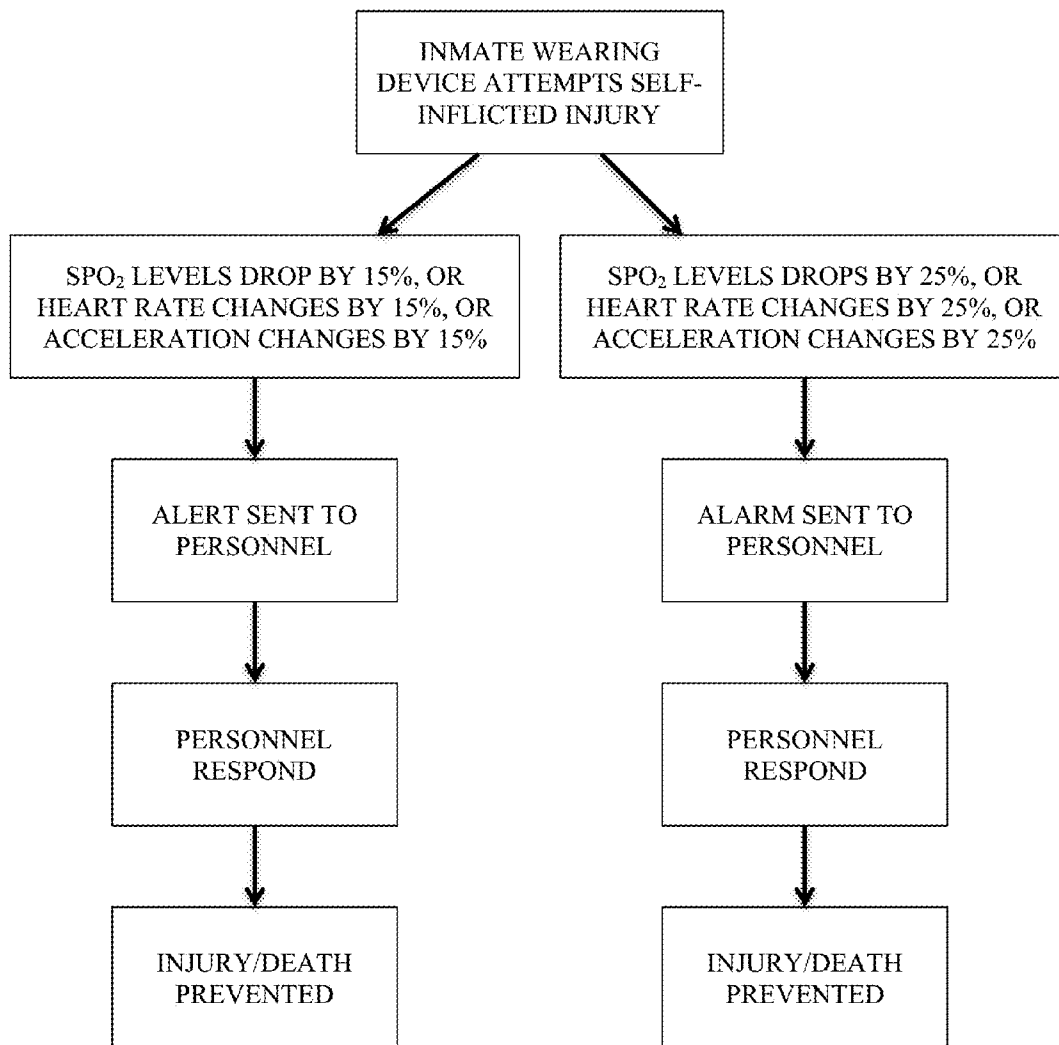 INMATE WEARING
DEVICE ATTEMPTS SELF-
INFLICTED INJURY
SPO₂ LEVELS DROP BY 15%, OR
HEART RATE CHANGES BY 15%, OR
ACCELERATION CHANGES BY 15%
SPO₂ LEVELS DROPS BY 25%, OR
HEART RATE CHANGES BY 25%, OR
ACCELERATION CHANGES BY 25%
ALERT SENT TO
PERSONNEL
ALARM SENT TO
PERSONNEL
PERSONNEL
RESPOND
PERSONNEL
RESPOND
INJURY/DEATH
PREVENTED
INJURY/DEATH
PREVENTED